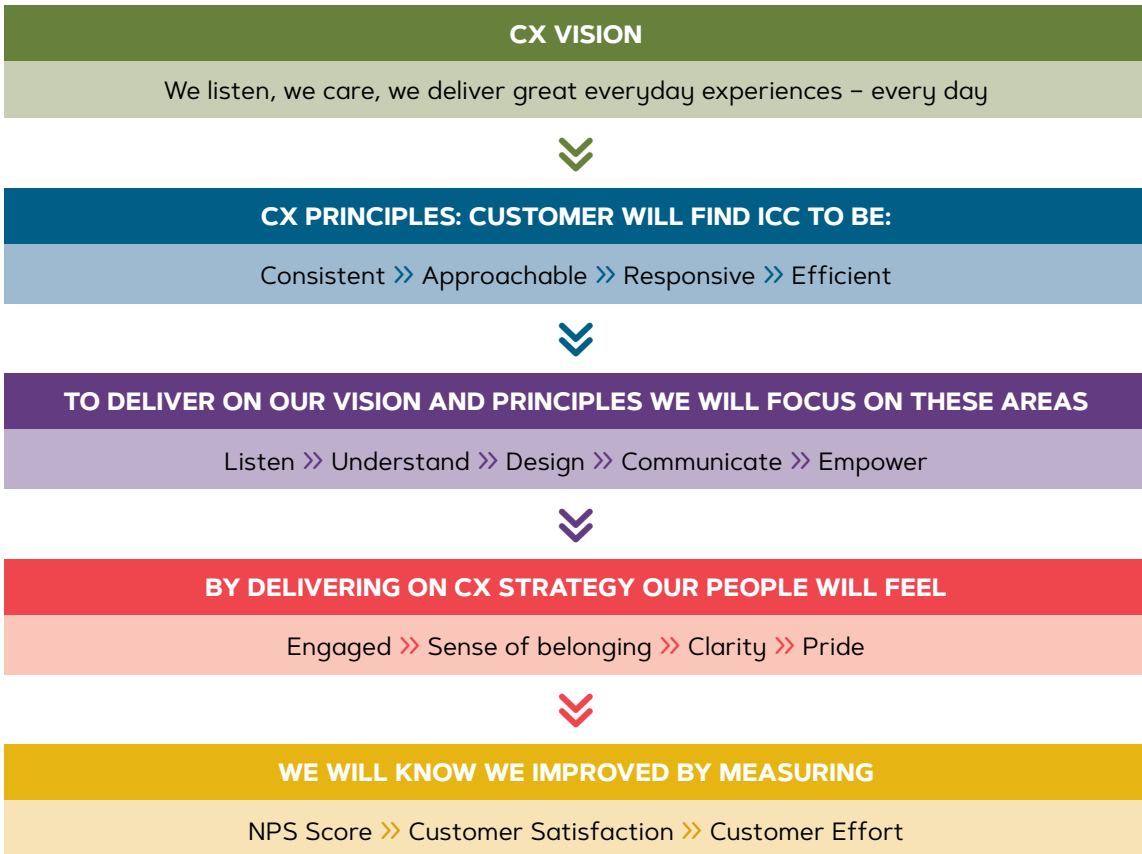 CX VISION
We listen, we care, we deliver great everyday experiences – every day
CX PRINCIPLES: CUSTOMER WILL FIND ICC TO BE:
Consistent » Approachable » Responsive » Efficient
TO DELIVER ON OUR VISION AND PRINCIPLES WE WILL FOCUS ON THESE AREAS
Listen » Understand » Design » Communicate » Empower
BY DELIVERING ON CX STRATEGY OUR PEOPLE WILL FEEL
Engaged » Sense of belonging » Clarity » Pride
WE WILL KNOW WE IMPROVED BY MEASURING
NPS Score » Customer Satisfaction » Customer Effort